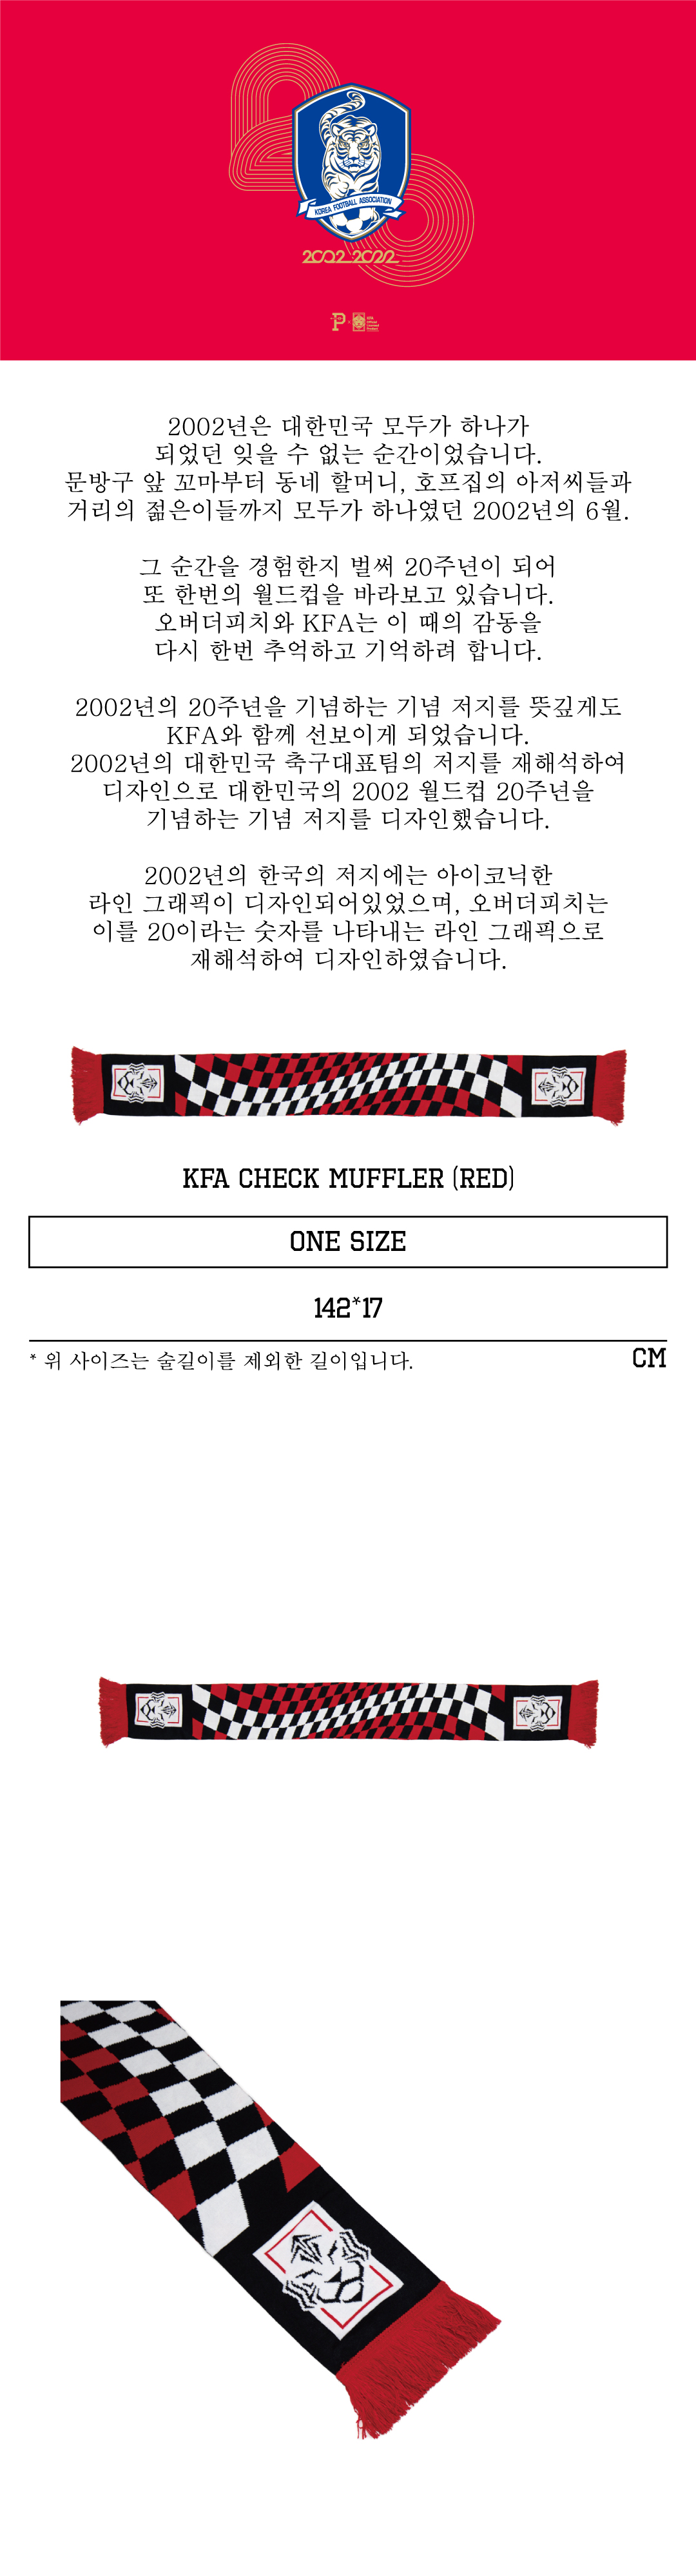 KOREA FOOTBALL ASSOCIATION
2002 2022
P
KFA
2002년은 대한민국 모두가 하나가
되었던 잊을 수 없는 순간이었습니다.
문방구 앞 꼬마부터 동네 할머니, 호프집의 아저씨들과
거리의 젊은이들까지 모두가 하나였던 2002년의 6월.
그 순간을 경험한지 벌써 20주년이 되어
또 한번의 월드컵을 바라보고 있습니다.
오버더피치와 KFA는 이 때의 감동을
다시 한번 추억하고 기억하려 합니다.
2002년의 20주년을 기념하는 기념 저지를 뜻깊게도
KFA와 함께 선보이게 되었습니다.
2002년의 대한민국 축구대표팀의 저지를 재해석하여
디자인으로 대한민국의 2002 월드컵 20주년을
기념하는 기념 저지를 디자인했습니다.
2002년의 한국의 저지에는 아이코닉한
라인 그래픽이 디자인되어있었으며, 오버더피치는
이를 20이라는 숫자를 나타내는 라인 그래픽으로
재해석하여 디자인하였습니다.
KFA CHECK MUFFLER (RED)
ONE SIZE
142*17
* 위 사이즈는 술길이를 제외한 길이입니다.
CM